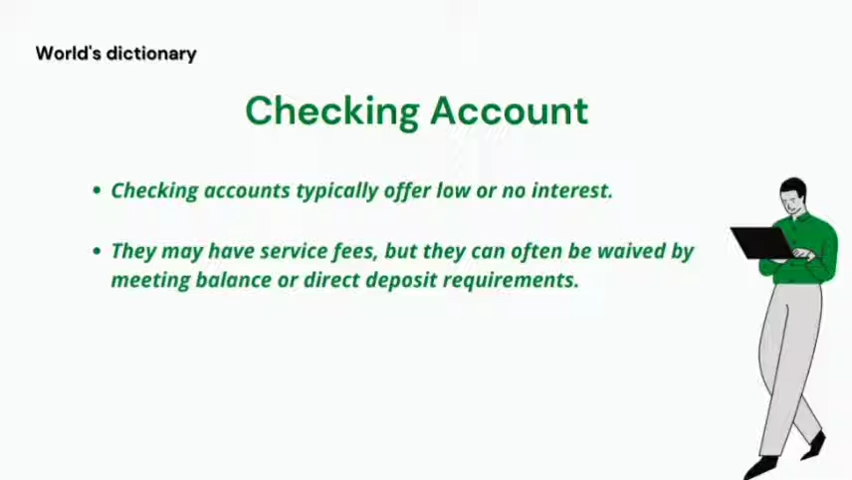 World's dictionary
Checking Account
• Checking accounts typically offer low or no interest.
• They may have service fees, but they can often be waived by
meeting balance or direct deposit requirements.